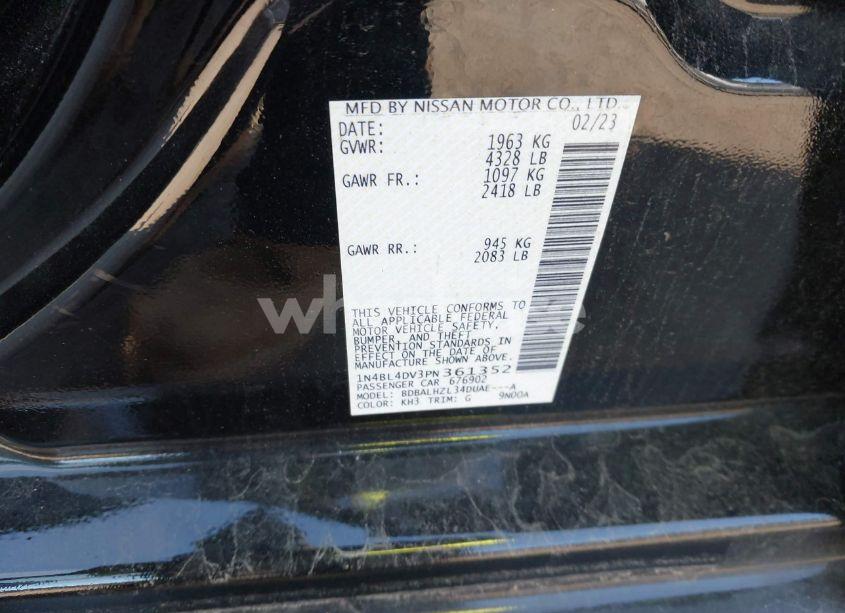 MFD BY NISSAN MOTOR CO., LTD.
DATE: 02/23
GVWR: 1963 KG
4328 LB
GAWR FR.: 1097 KG
2418 LB
GAWR RR.: 945 KG
2083 LB
THIS VEHICLE CONFORMS TO
ALL APPLICABLE FEDERAL
MOTOR VEHICLE SAFETY,
BUMPER, AND THEFT
PREVENTION STANDARDS IN
EFFECT ON THE DATE OF
MANUFACTURE SHOWN ABOVE.
1N4BL4DV3PN361352
PASSENGER CAR 676902
MODEL: BDBALHZL34DUAE---A
COLOR: KH3 TRIM: G 9N00A